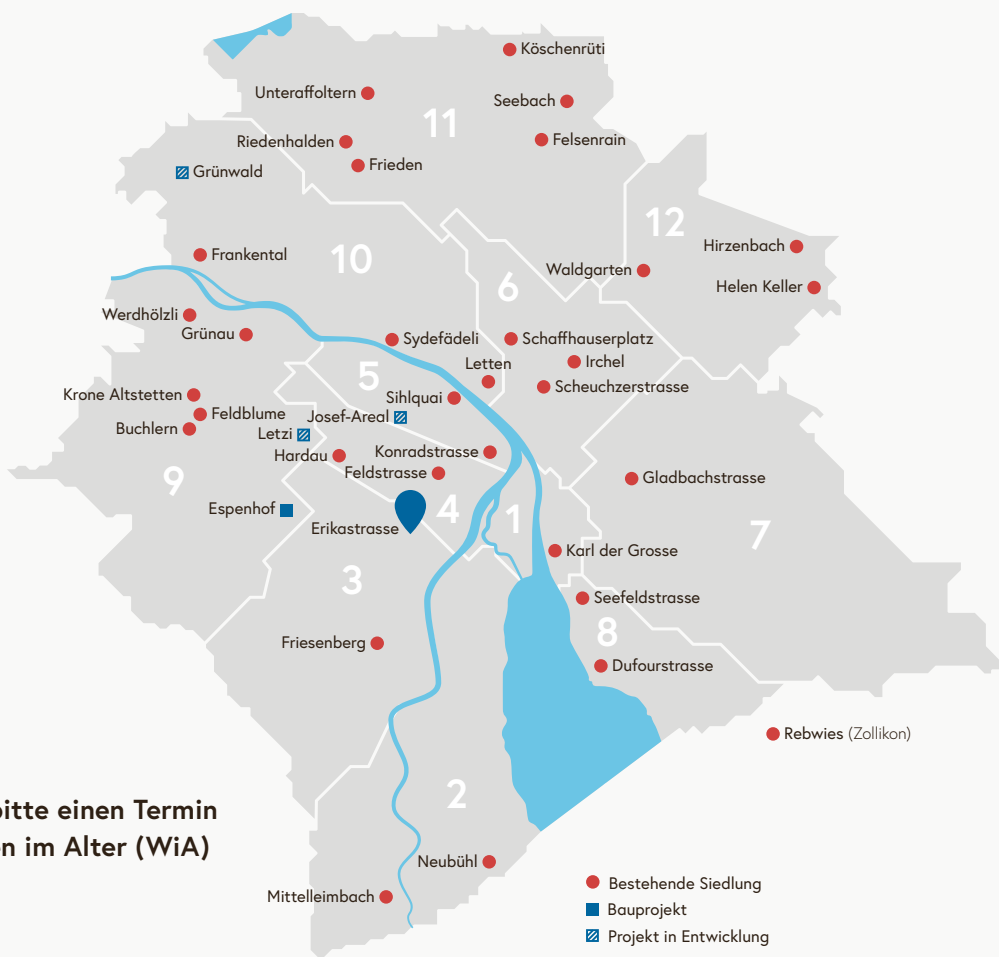 Köschenrüti
Unteraffoltern
Seebach
11
Riedenhalden
Felsenrain
Frieden
Grünwald
12
Hirzenbach
Frankental
10
Waldgarten
6
Helen Keller
Werdhölzli
Grünau
Sydefädeli
Schaffhauserplatz
Letten
Irchel
5
Scheuchzerstrasse
Krone Altstetten
Sihlquai
Feldblume
Josef-Areal
Buchlern
Letzi
Hardau
Konradstrasse
Feldstrasse
9
Gladbachstrasse
Espenhof
4
1
Erikastrasse
7
Karl der Grosse
3
Seefeldstrasse
8
Friesenberg
Dufourstrasse
Rebwies (Zollikon)
2
bitte einen Termin
n im Alter (WiA)
Neubühl
Mittelleimbach
Bestehende Siedlung
Bauprojekt
Projekt in Entwicklung